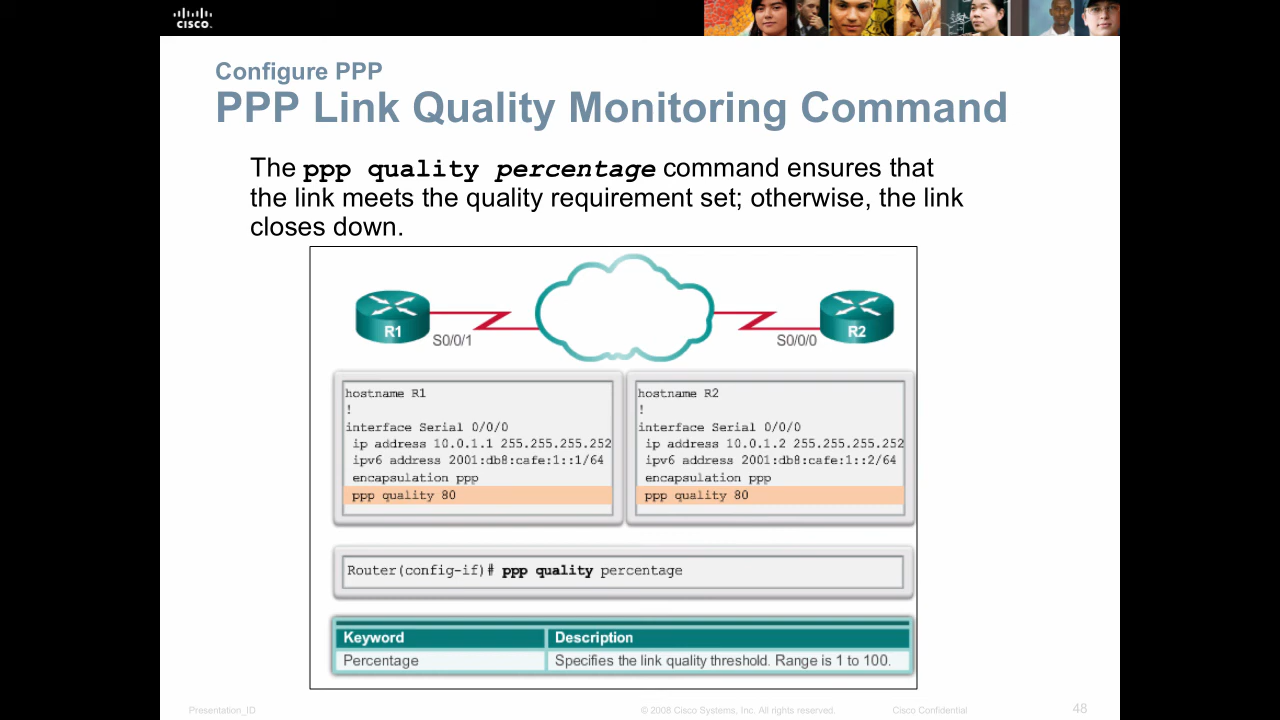 CISCO.
Configure PPP
PPP Link Quality Monitoring Command
The ppp quality percentage command ensures that
the link meets the quality requirement set; otherwise, the link
closes down.
R1
S0/0/1
S0/0/0
R2
hostname R1
!
interface Serial 0/0/0
ip address 10.0.1.1 255.255.255.252
ipv6 address 2001:db8:cafe:1::1/64
encapsulation ppp
ppp quality 80
hostname R2
!
interface Serial 0/0/0
ip address 10.0.1.2 255.255.255.252
ipv6 address 2001:db8:cafe:1::2/64
encapsulation ppp
ppp quality 80
Router(config-if)# ppp quality percentage
Keyword Description
Percentage Specifies the link quality threshold. Range is 1 to 100.
Presentation_ID © 2008 Cisco Systems, Inc. All rights reserved. Cisco Confidential 48